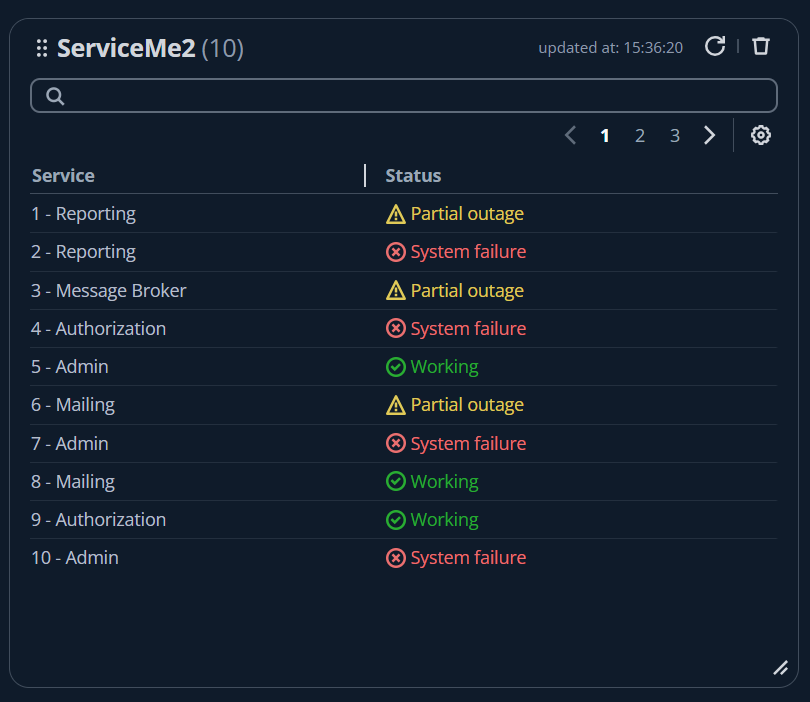 ServiceMe2 (10) updated at: 15:36:20
1 2 3
Service Status
1 - Reporting Partial outage
2 - Reporting System failure
3 - Message Broker Partial outage
4 - Authorization System failure
5 - Admin Working
6 - Mailing Partial outage
7 - Admin System failure
8 - Mailing Working
9 - Authorization Working
10 - Admin System failure